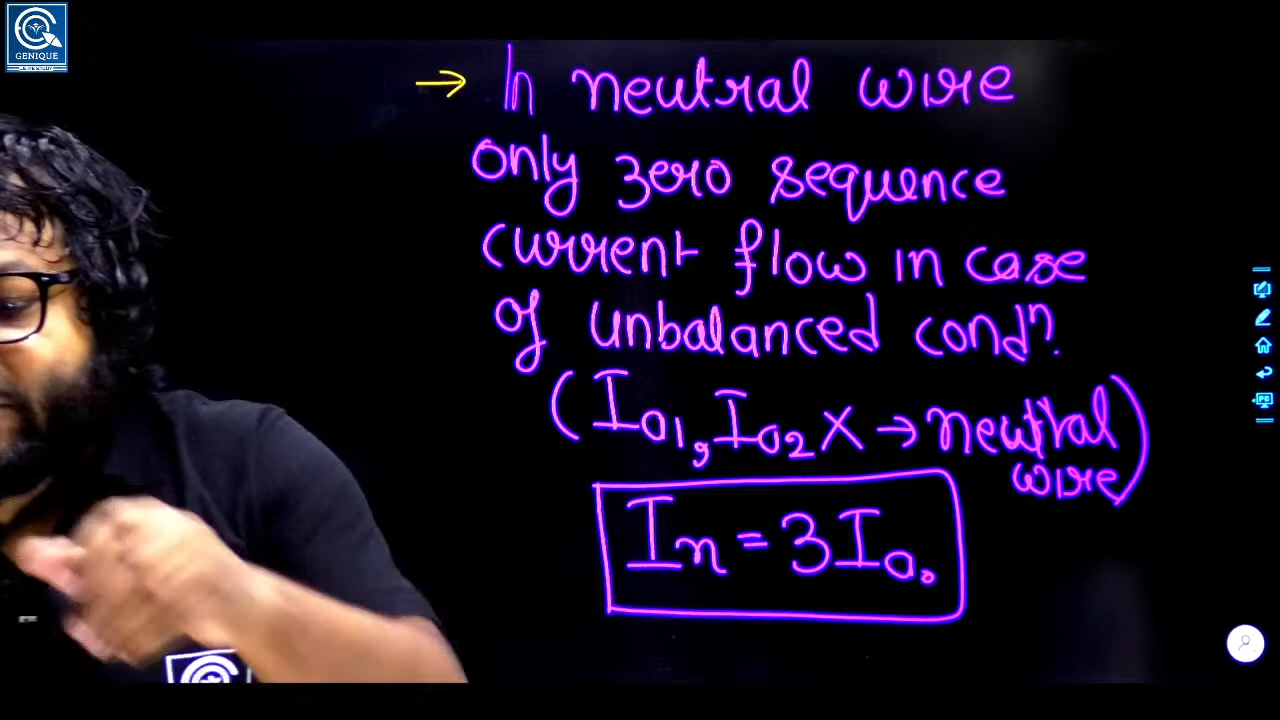 GENIQUE
→ In neutral wire
only zero sequence
current flow in case
of unbalanced condⁿ.
(Ia₁, Ia₂ X → neutral
wire)
In = 3Ia₀